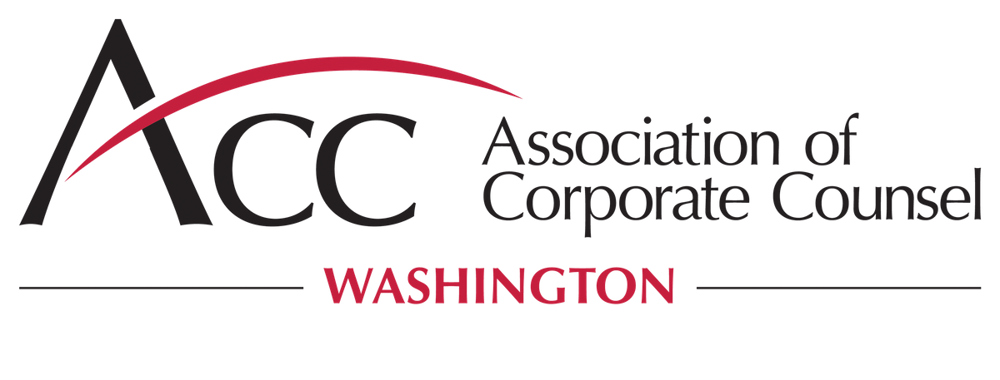 ACC
Association of
Corporate Counsel
WASHINGTON